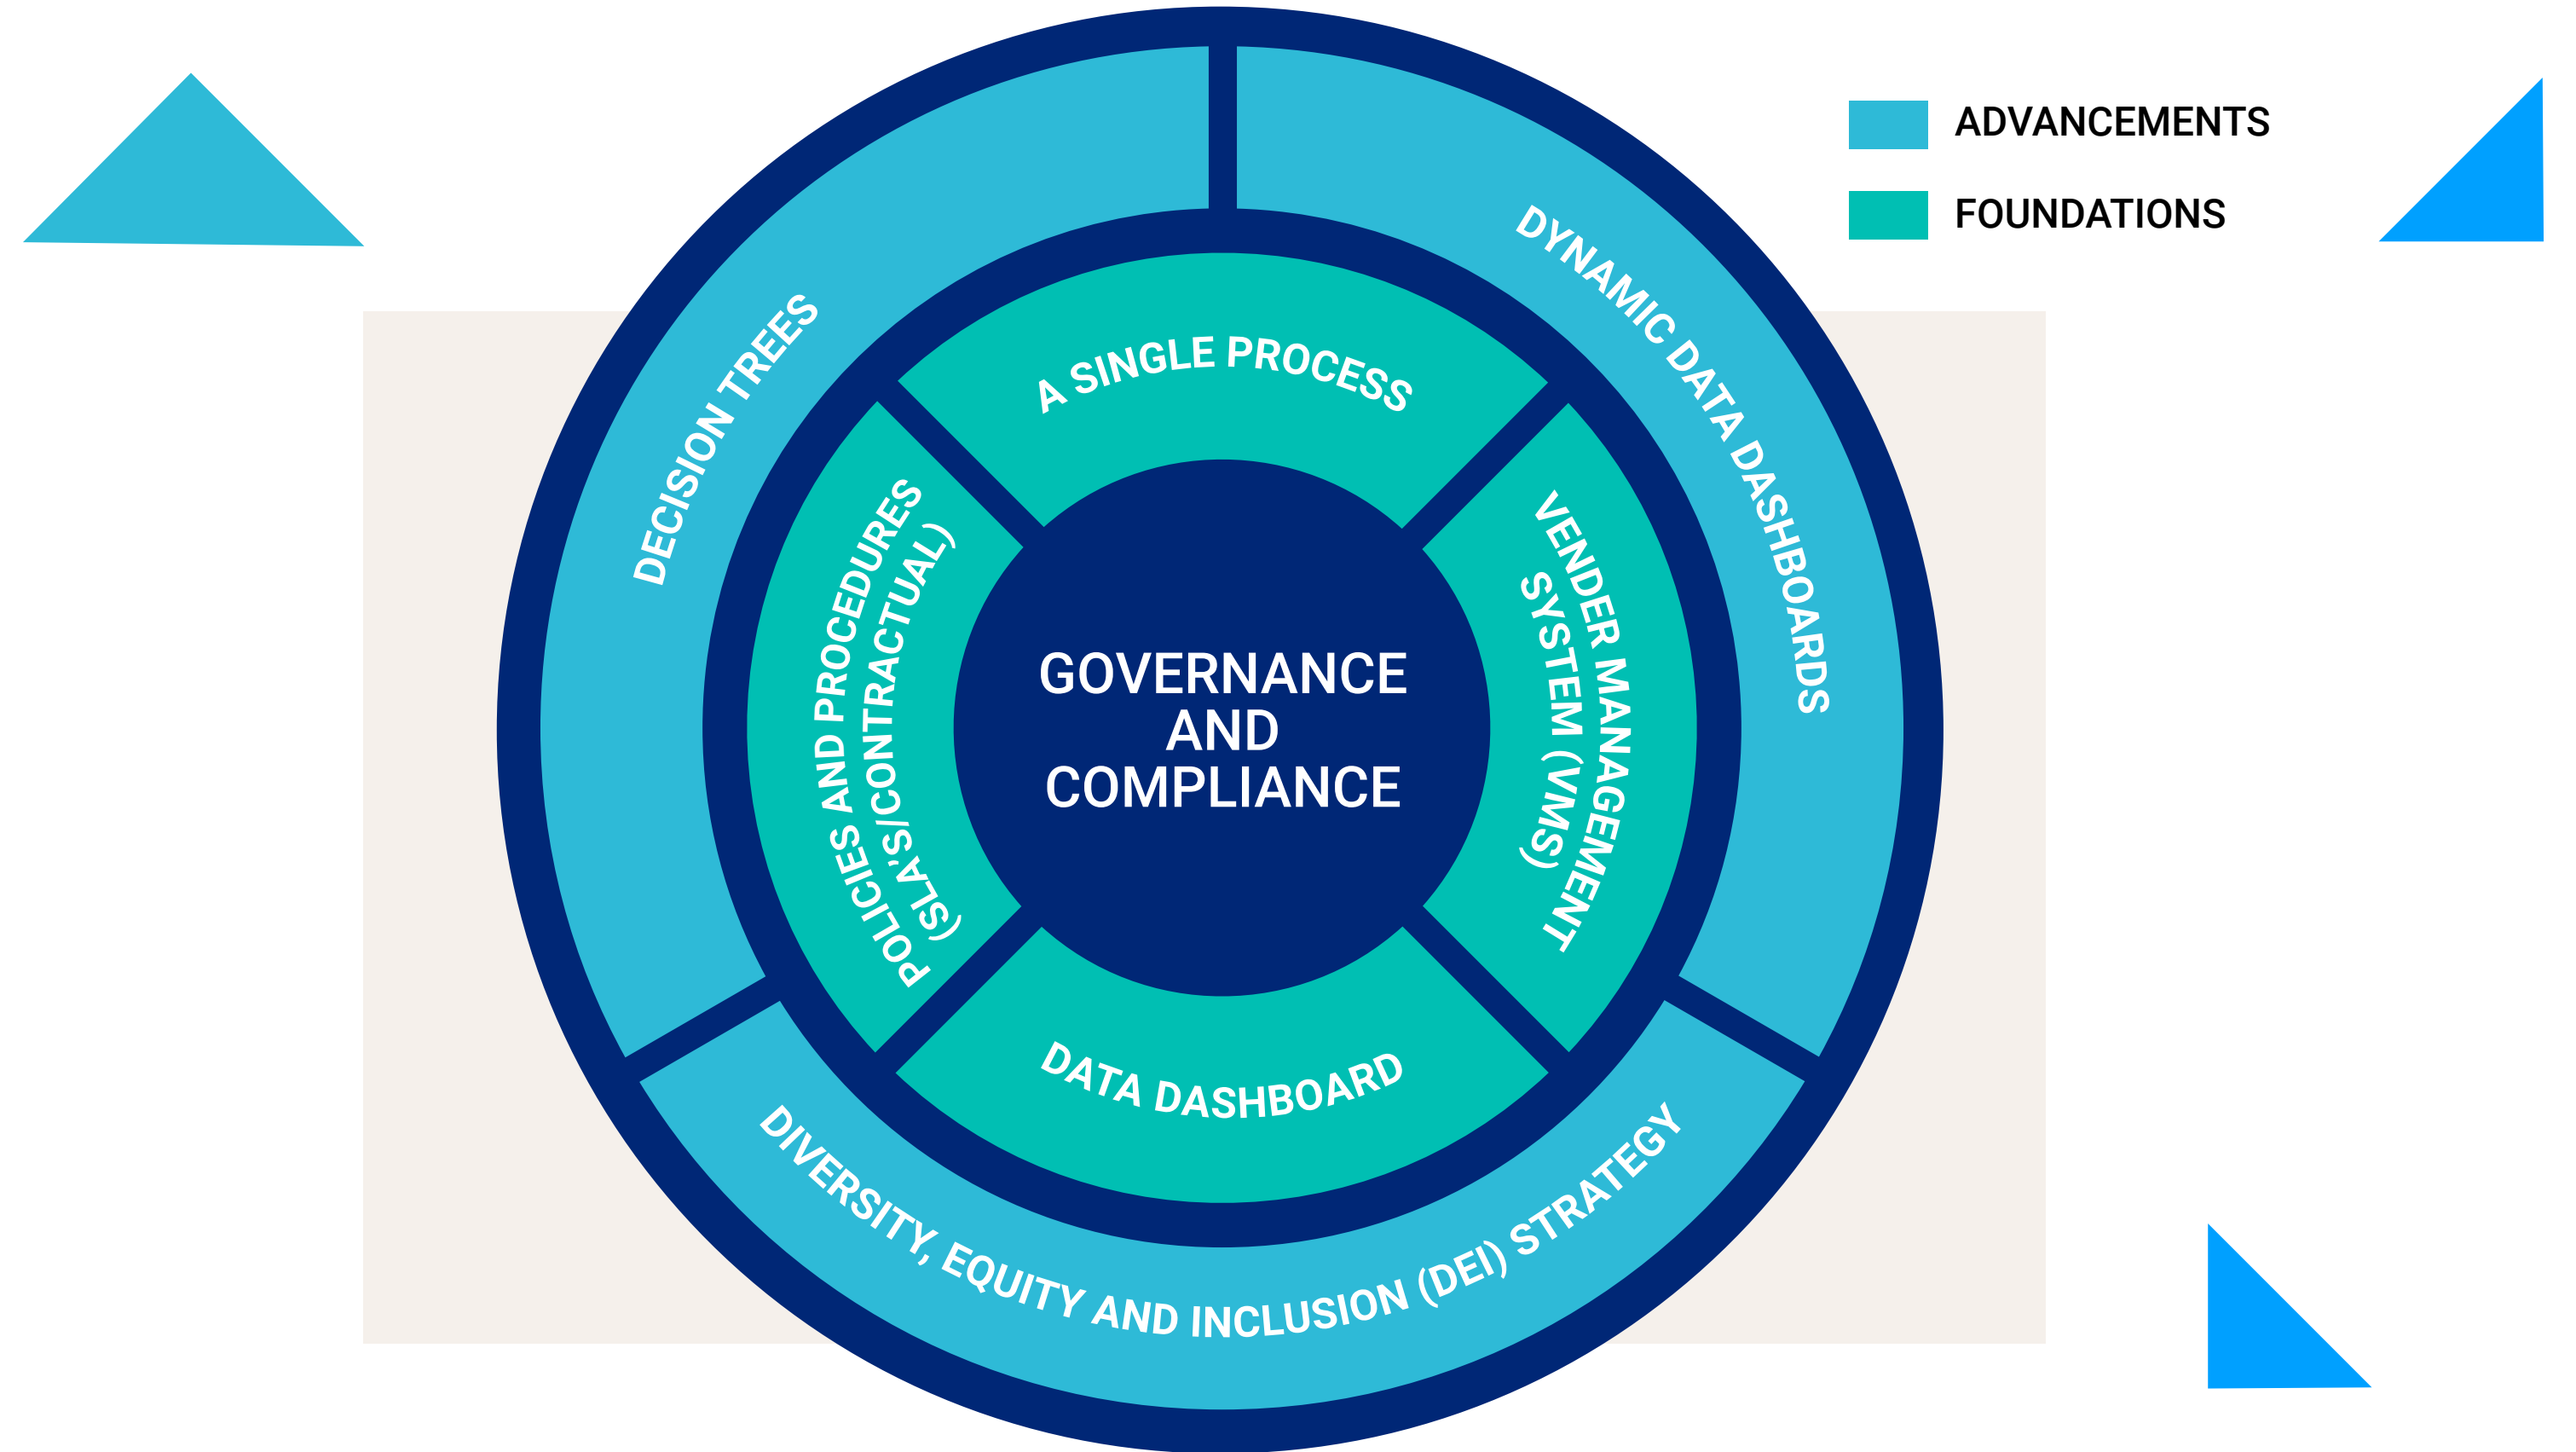 ADVANCEMENTS
FOUNDATIONS
DECISION TREES
DYNAMIC DATA DASHBOARDS
DIVERSITY, EQUITY AND INCLUSION (DEI) STRATEGY
A SINGLE PROCESS
VENDER MANAGEMENT
SYSTEM (VMS)
DATA DASHBOARD
POLICIES AND PROCEDURES
(SLA'S/CONTRACTUAL)
GOVERNANCE
AND
COMPLIANCE